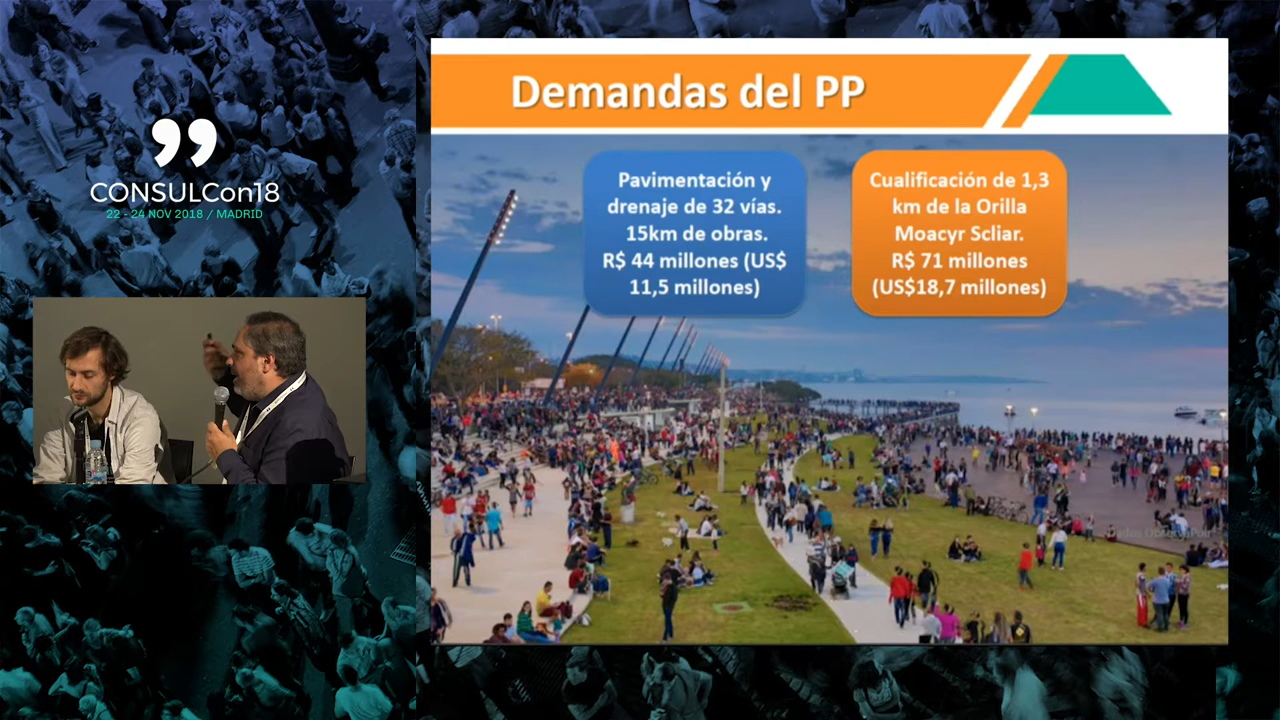 CONSULCon18
22 - 24 NOV 2018 / MADRID
Demandas del PP
Pavimentación y
drenaje de 32 vías.
15km de obras.
R$ 44 millones (US$
11,5 millones)
Cualificación de 1,3
km de la Orilla
Moacyr Scliar.
R$ 71 millones
(US$18,7 millones)